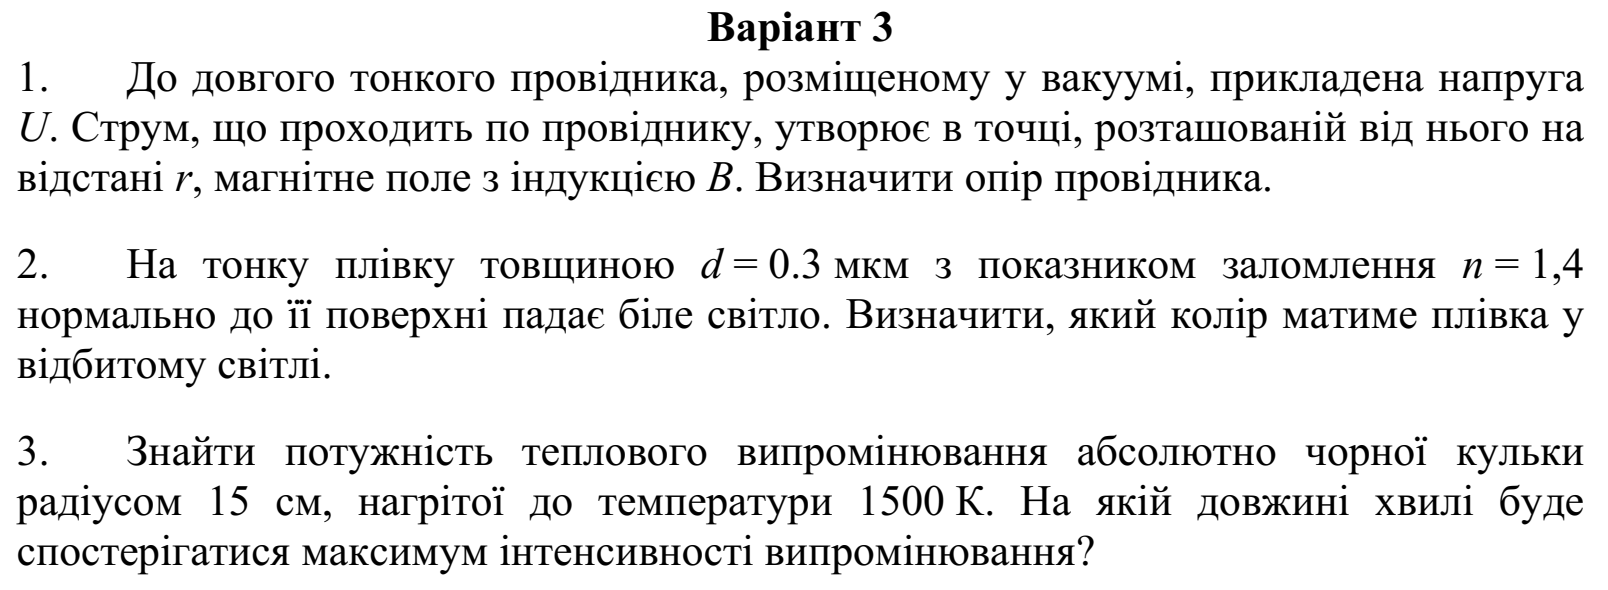 Варіант 3
1. До довгого тонкого провідника, розміщеному у вакуумі, прикладена напруга
U. Струм, що проходить по провіднику, утворює в точці, розташованій від нього на
відстані r, магнітне поле з індукцією B. Визначити опір провідника.
2. На тонку плівку товщиною d = 0.3 мкм з показником заломлення n = 1,4
нормально до її поверхні падає біле світло. Визначити, який колір матиме плівка у
відбитому світлі.
3. Знайти потужність теплового випромінювання абсолютно чорної кульки
радіусом 15 см, нагрітої до температури 1500 К. На якій довжині хвилі буде
спостерігатися максимум інтенсивності випромінювання?